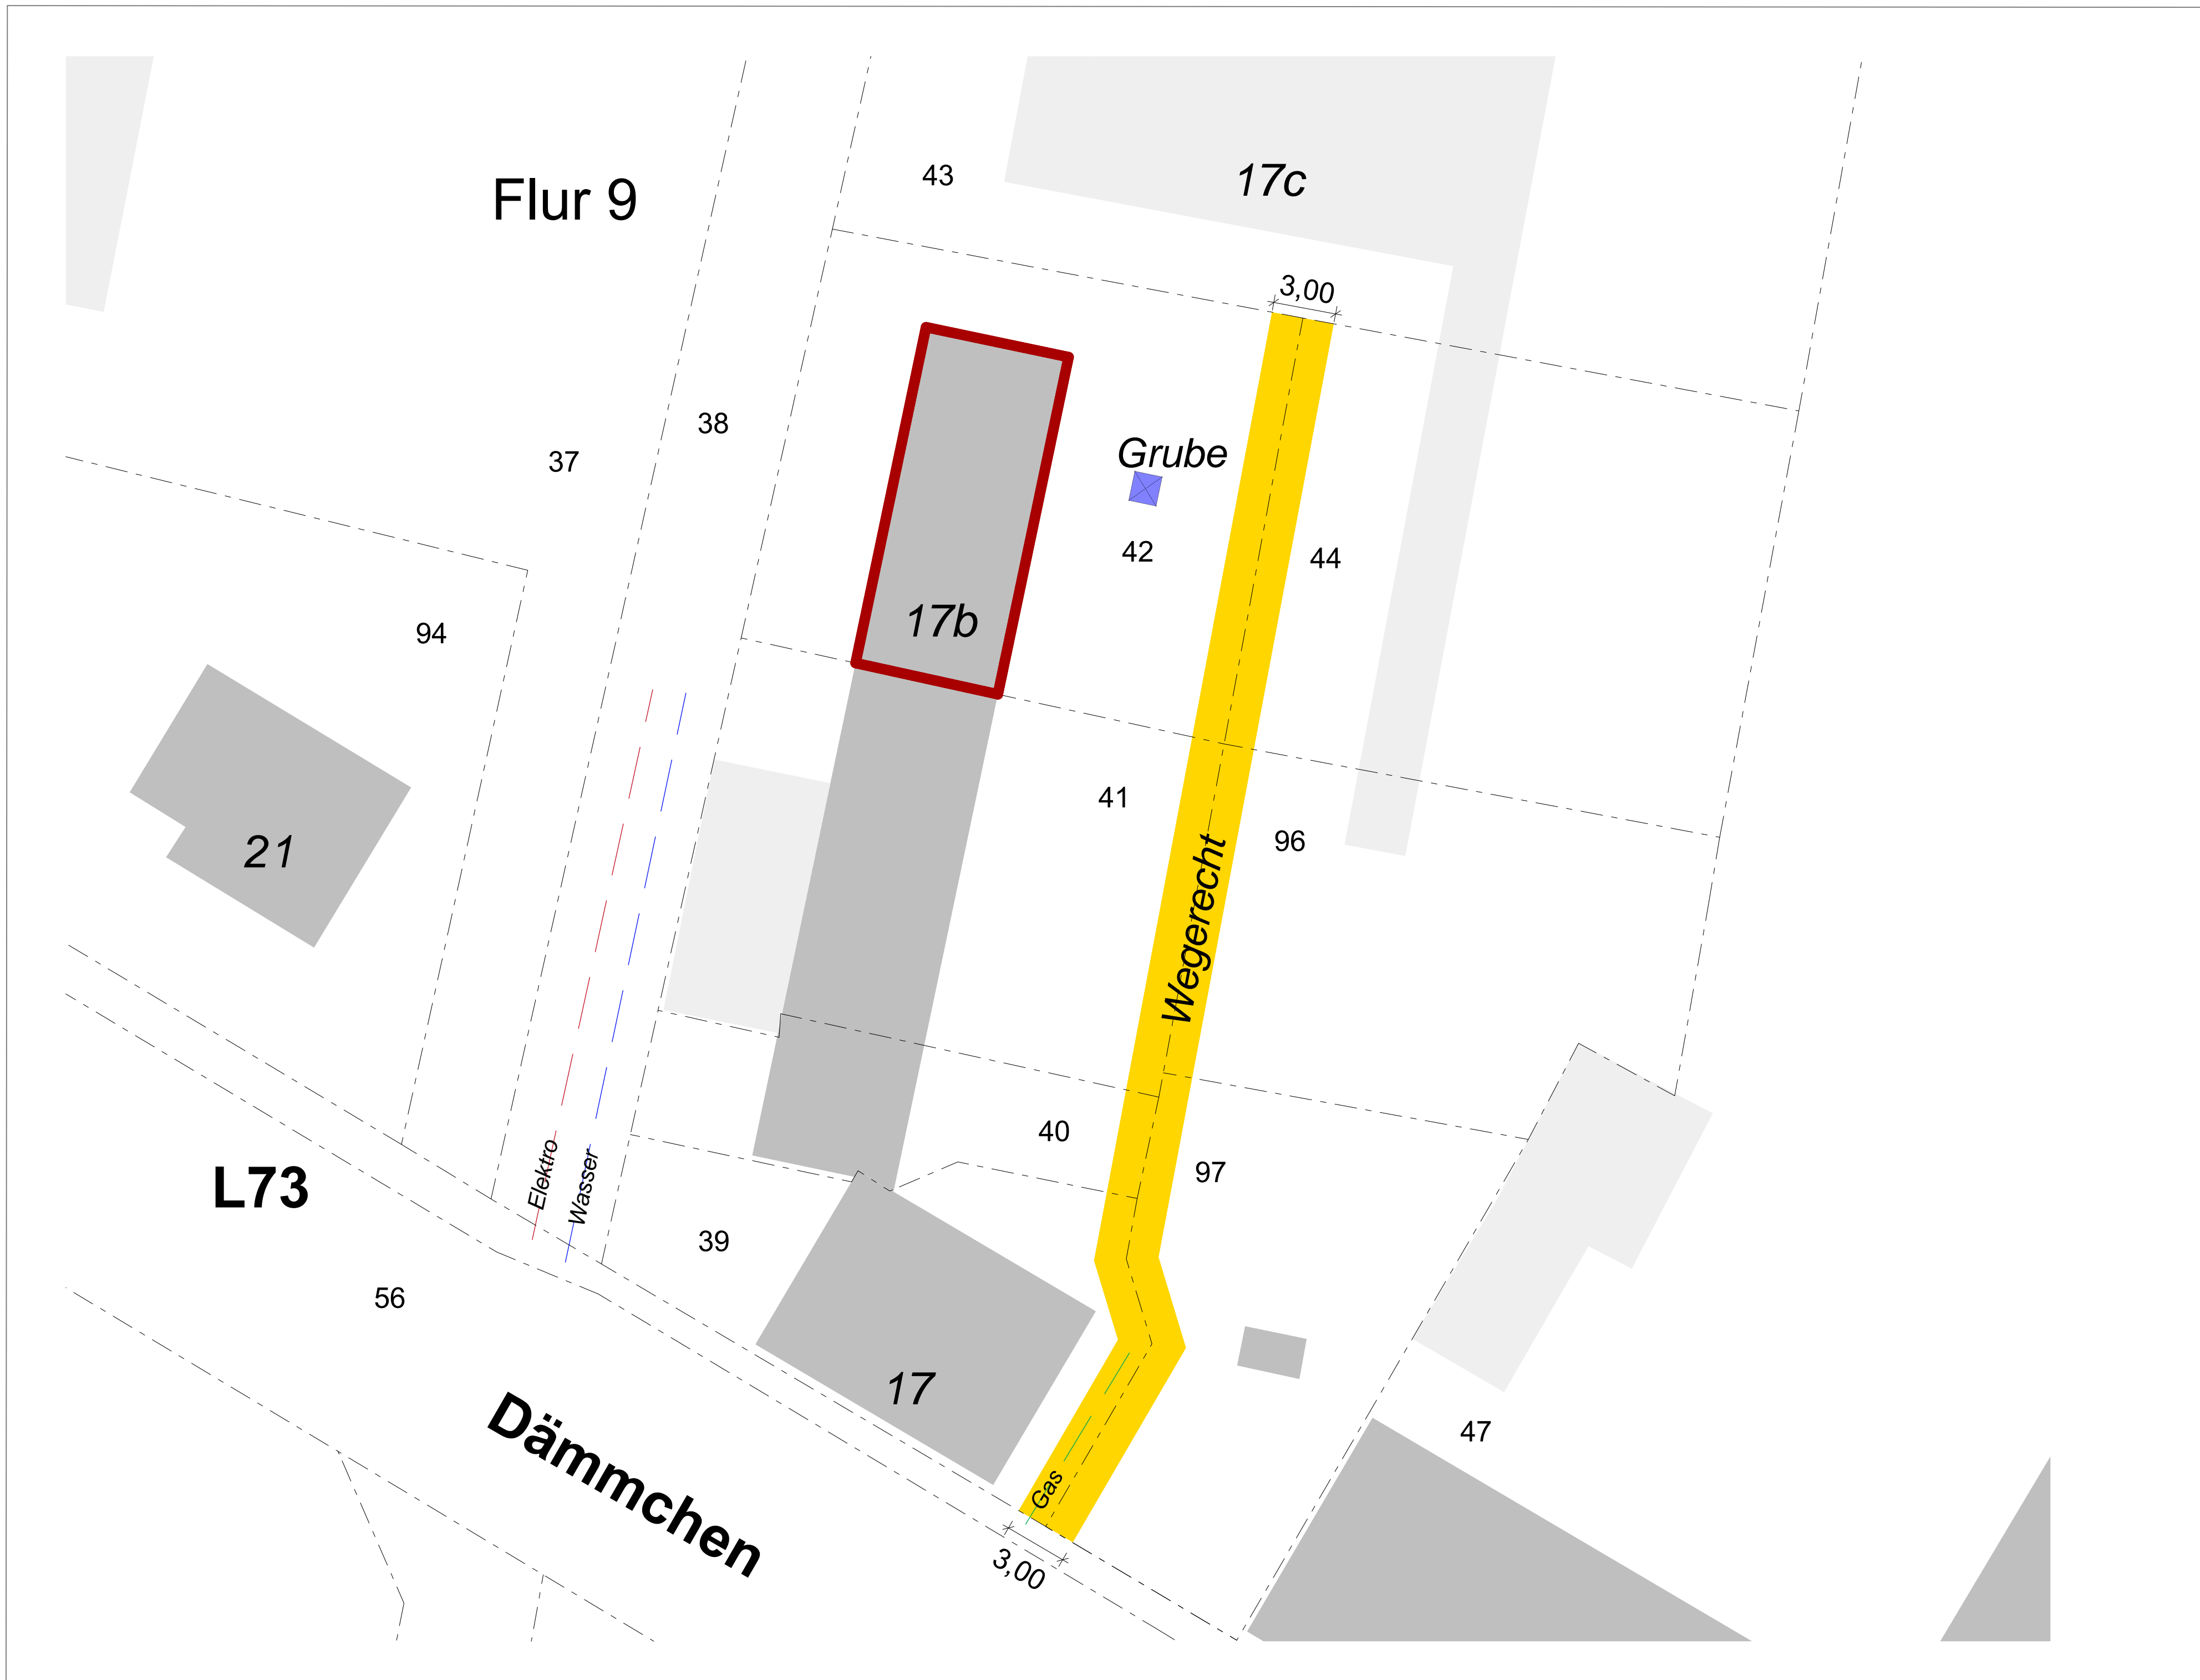 43
17c
Flur 9
3,00
38
Grube
37
42
44
17b
94
41
96
21
Wegerecht
40
97
Elektro
Wasser
L73
39
56
17
47
Dämmchen
Gas
3,00